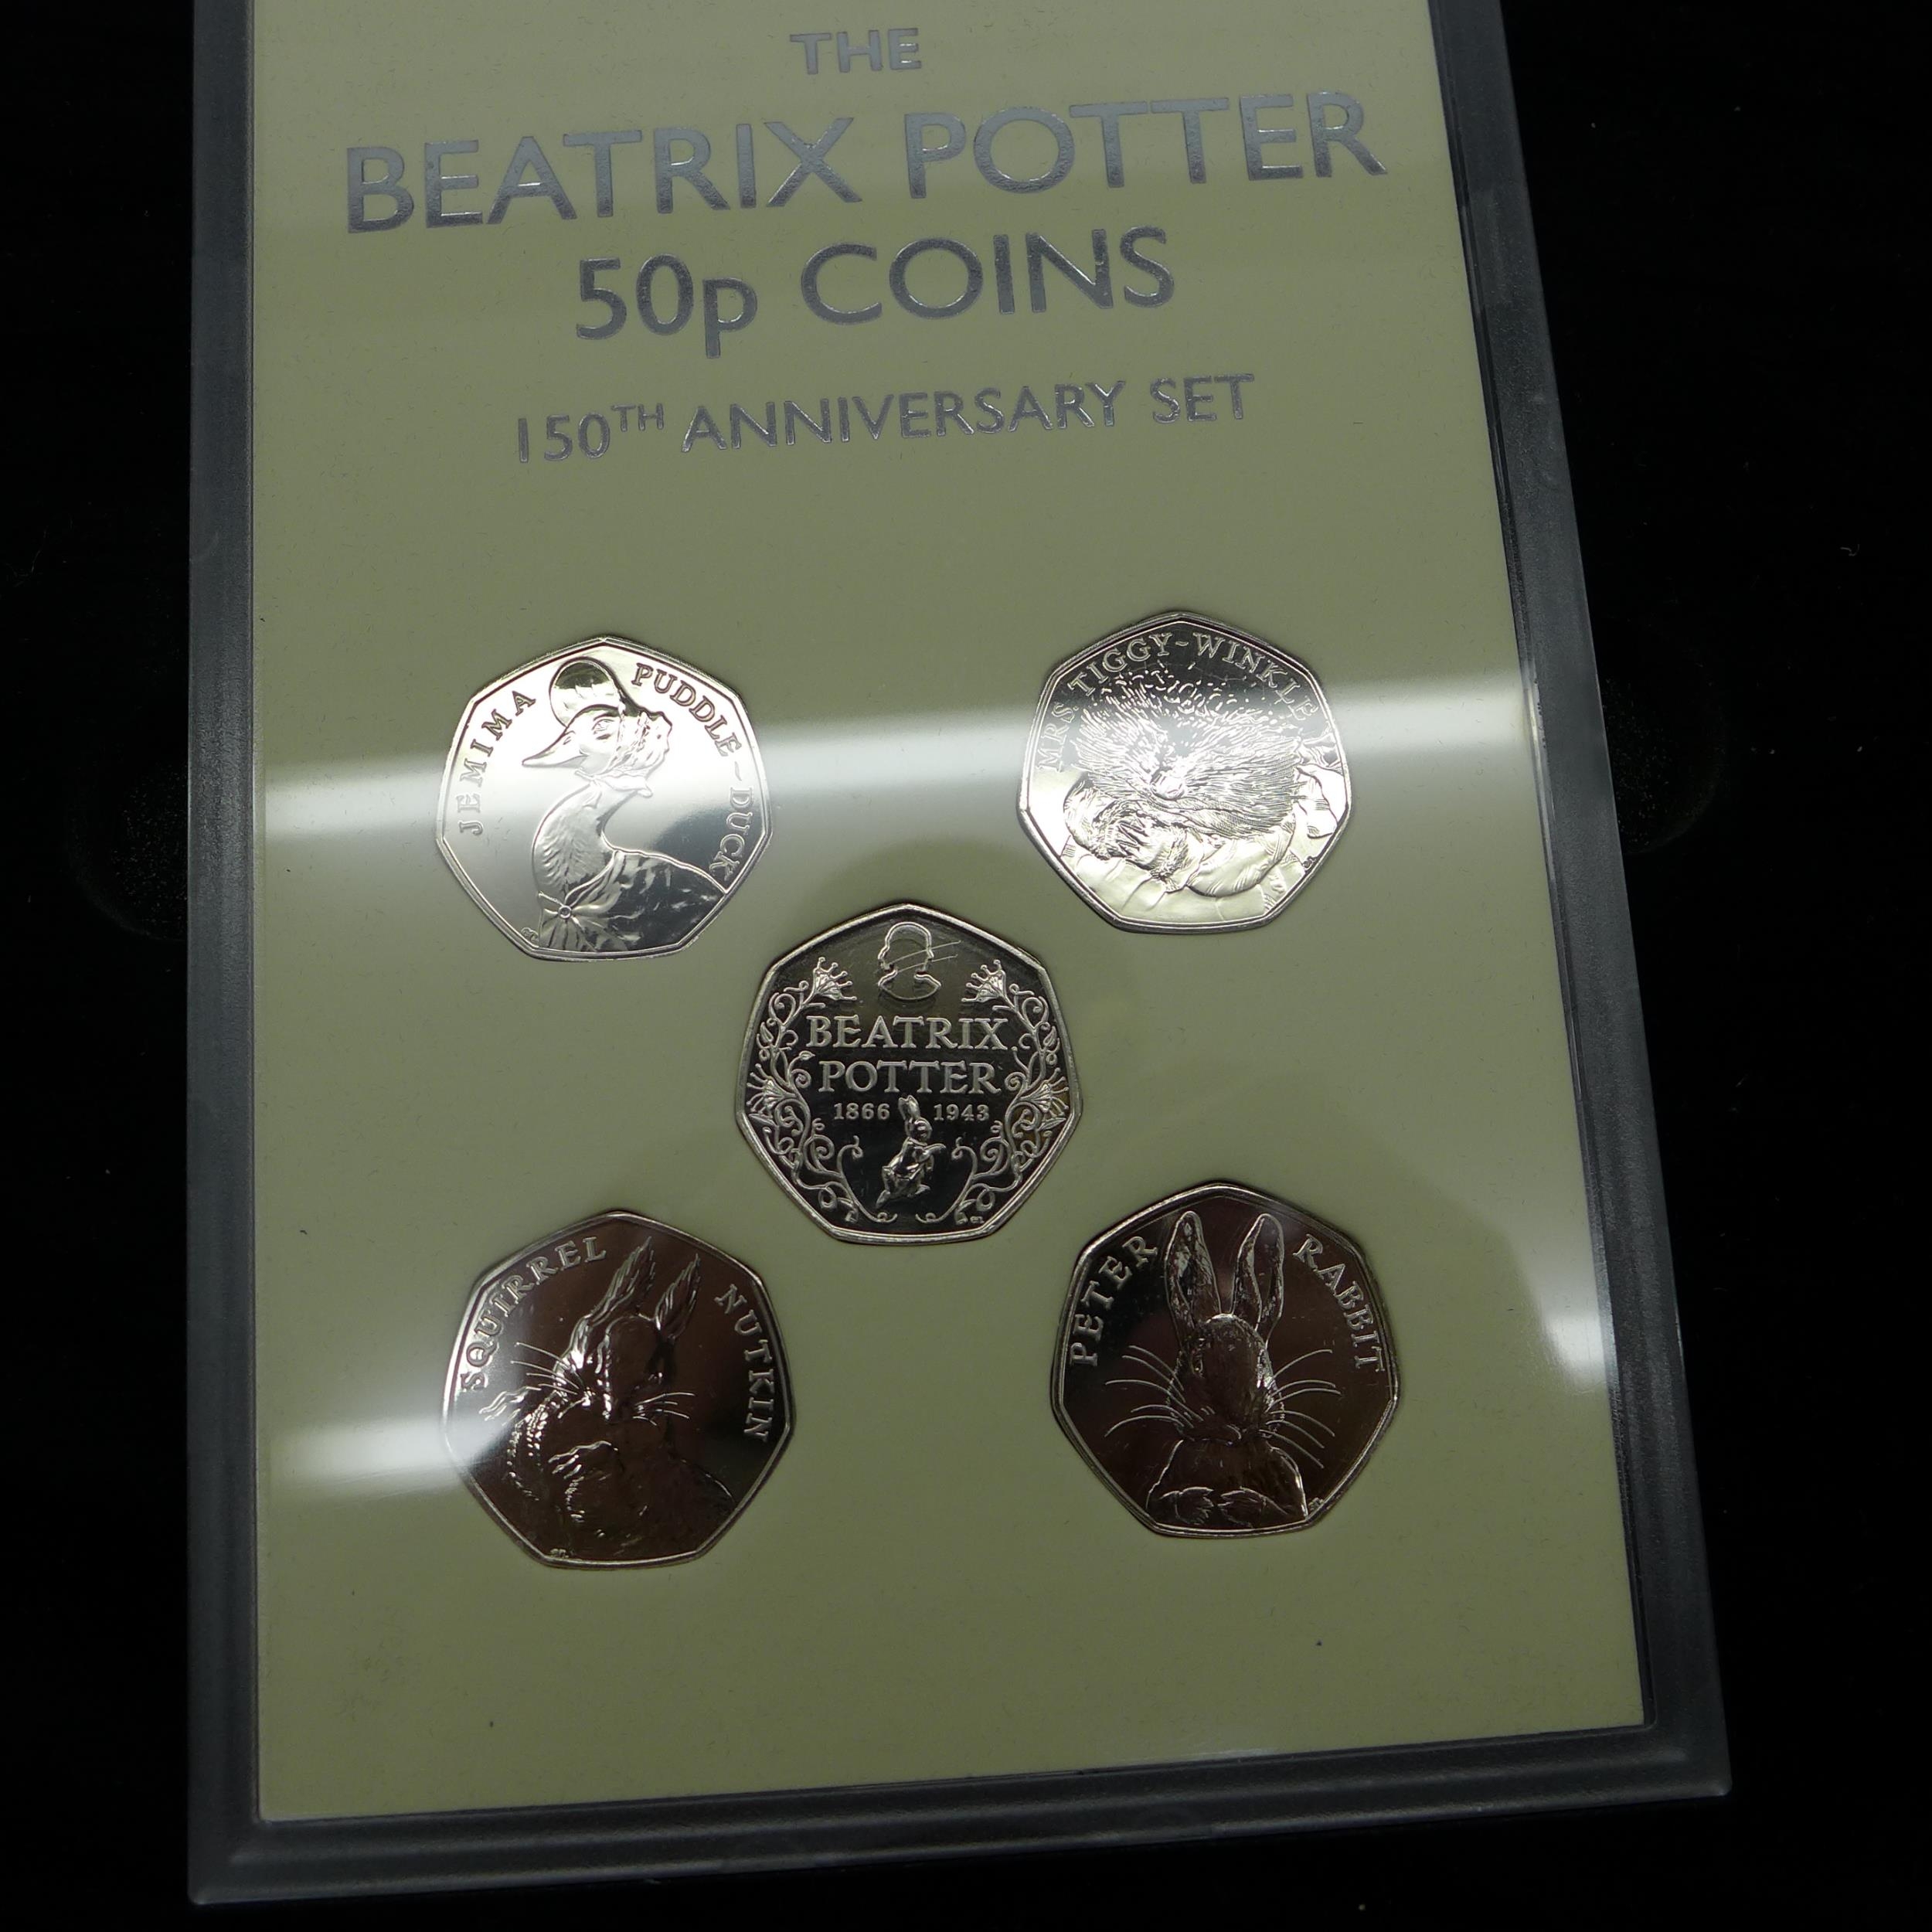 THE
BEATRIX POTTER
50p COINS
150TH ANNIVERSARY SET
JEMIMA PUDDLE-DUCK
MRS TIGGY-WINKLE
BEATRIX
POTTER
1866 1943
SQUIRREL NUTKIN
PETER RABBIT